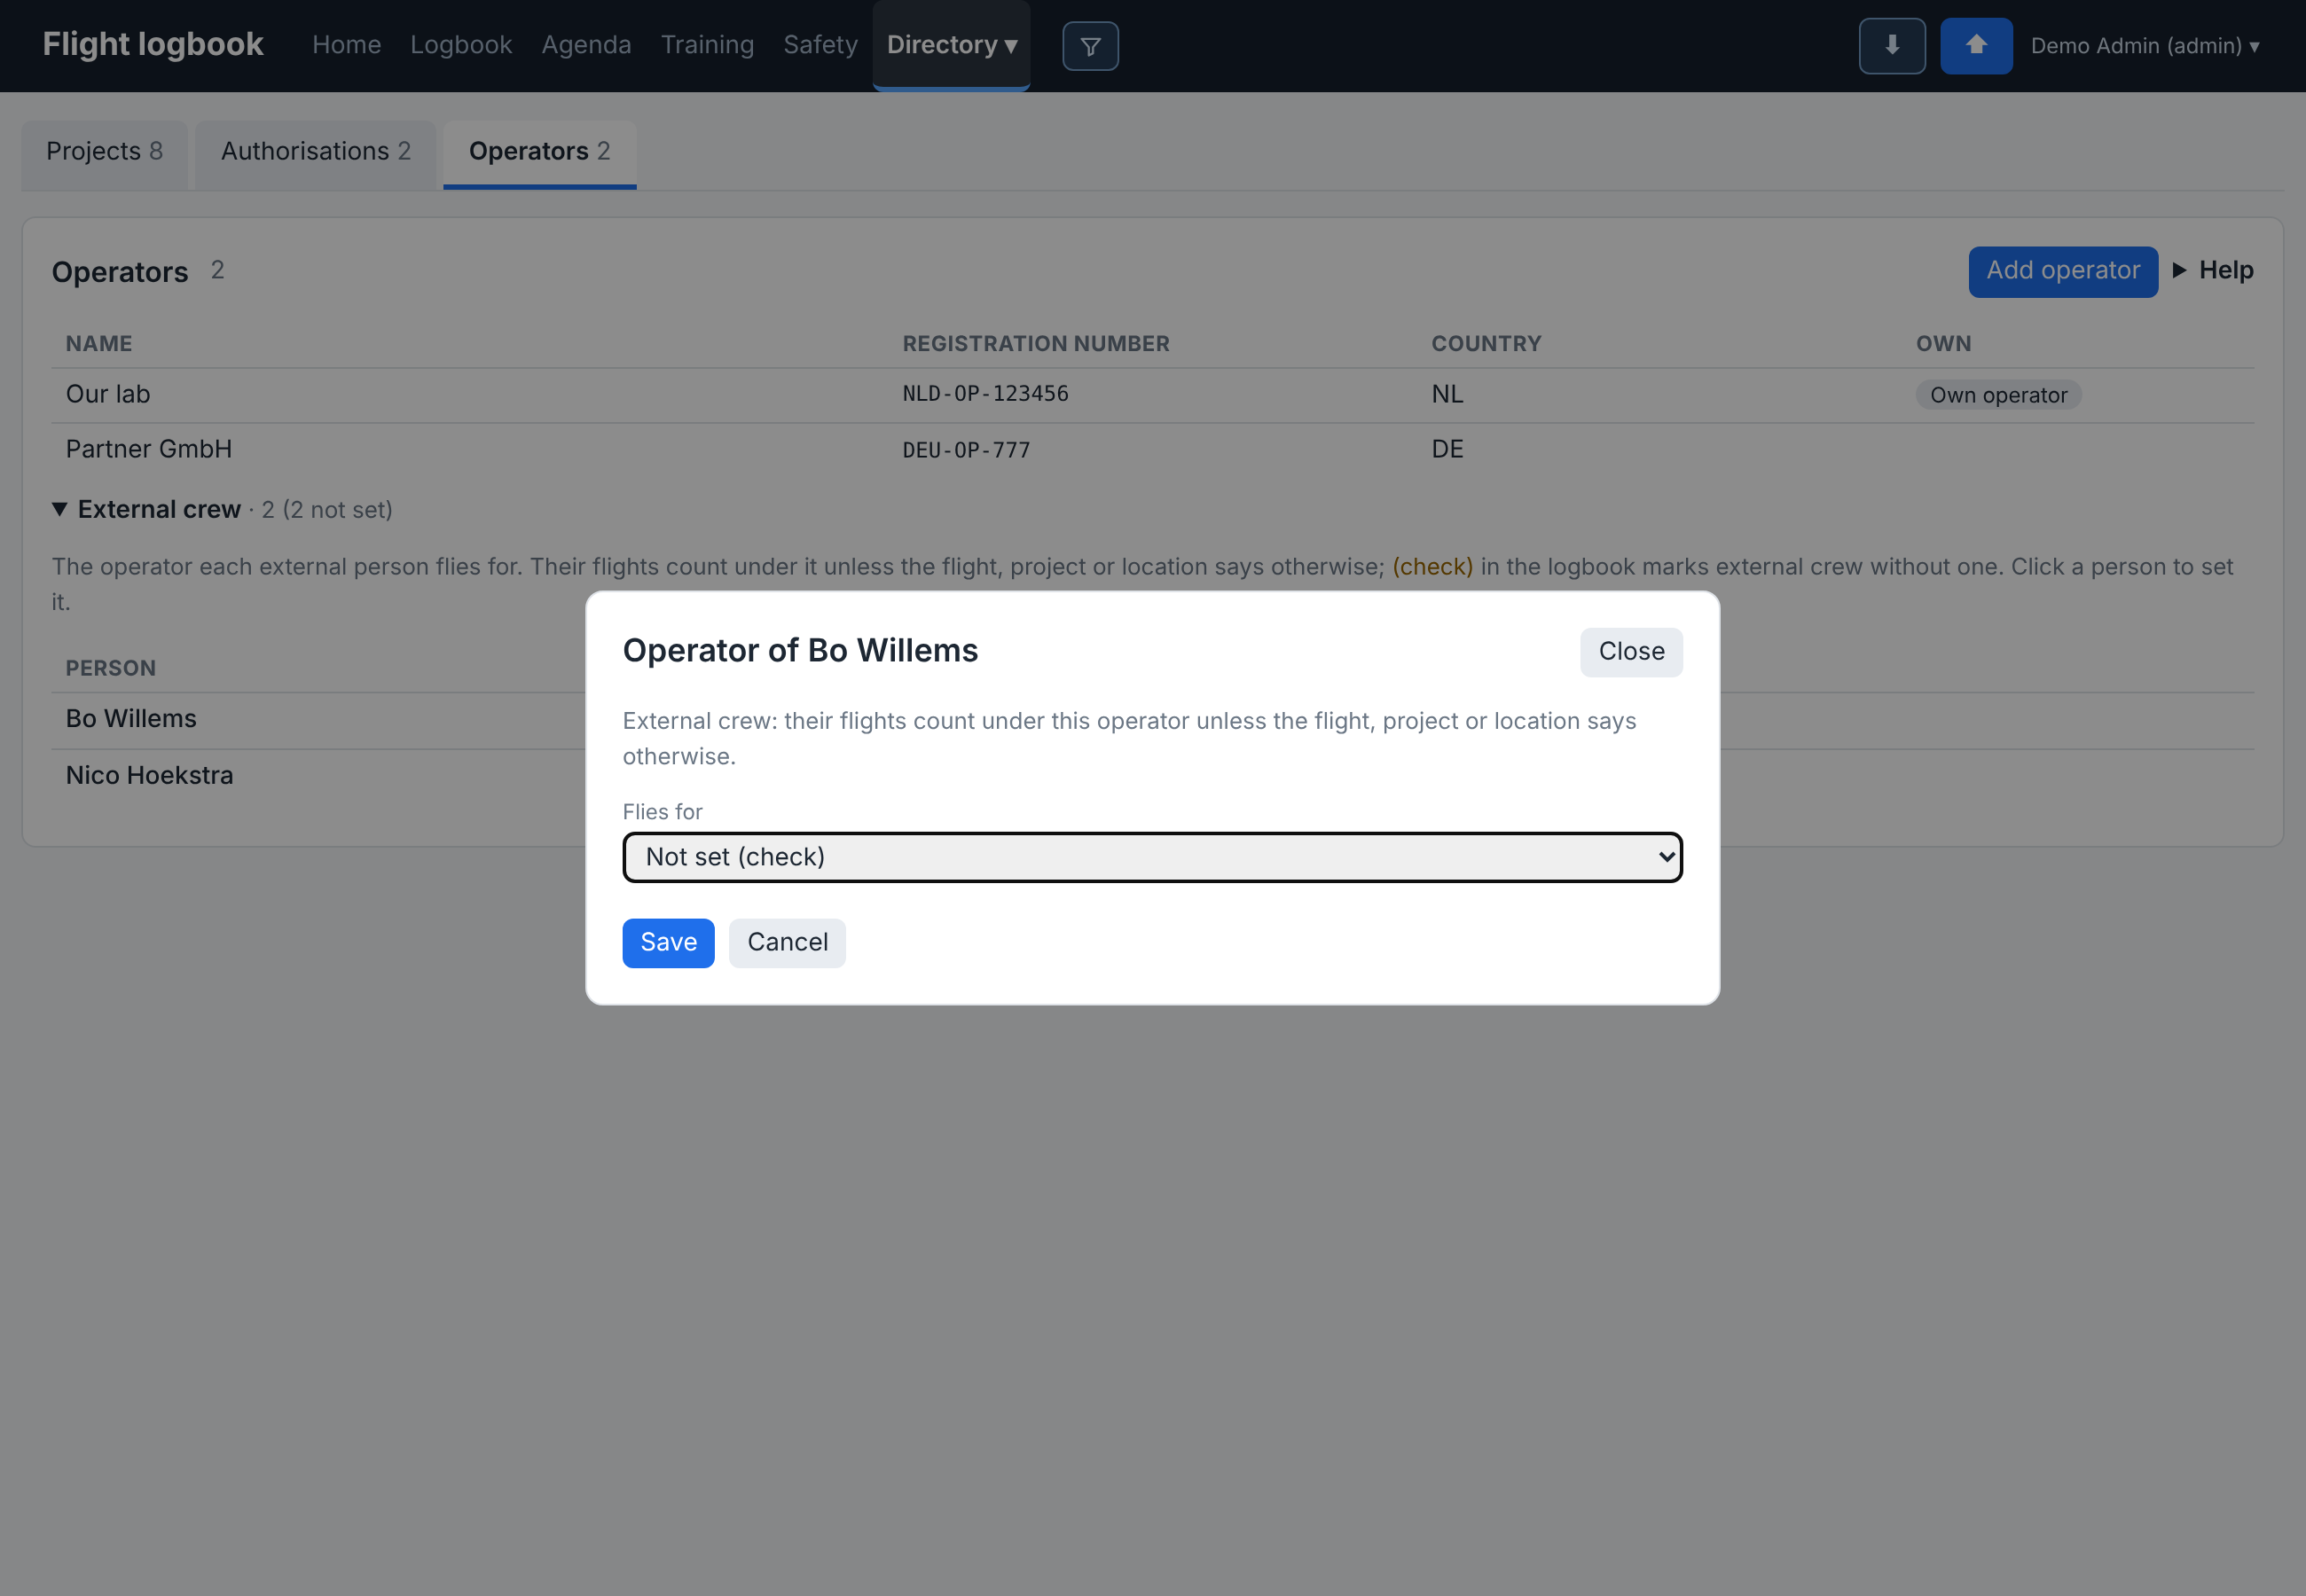 Flight logbook Home Logbook Agenda Training Safety Directory ▾ Demo Admin (admin) ▾
Projects 8 Authorisations 2 Operators 2
Operators 2 Add operator ▶ Help
NAME REGISTRATION NUMBER COUNTRY OWN
Our lab NLD-OP-123456 NL Own operator
Partner GmbH DEU-OP-777 DE
▼ External crew · 2 (2 not set)
The operator each external person flies for. Their flights count under it unless the flight, project or location says otherwise; (check) in the logbook marks external crew without one. Click a person to set
it.
PERSON
Bo Willems
Nico Hoekstra
Operator of Bo Willems Close
External crew: their flights count under this operator unless the flight, project or location says
otherwise.
Flies for
Not set (check)
Save Cancel